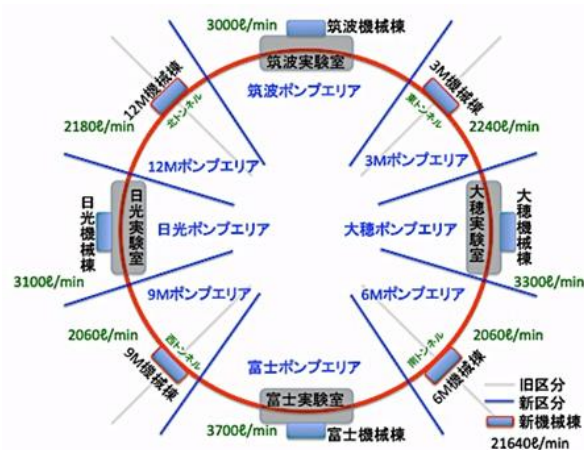 3000ℓ/min
筑波機械棟
筑波実験室
筑波ポンプエリア
12M機械棟
北トンネル
2180ℓ/min
3M機械棟
東トンネル
2240ℓ/min
12Mポンプエリア
3Mポンプエリア
日光機械棟
日光実験室
日光ポンプエリア
大穂ポンプエリア
大穂実験室
大穂機械棟
3100ℓ/min
3300ℓ/min
9Mポンプエリア
6Mポンプエリア
2060ℓ/min
西トンネル
9M機械棟
2060ℓ/min
南トンネル
6M機械棟
富士ポンプエリア
富士実験室
3700ℓ/min
富士機械棟
旧区分
新区分
新機械棟
21640ℓ/min